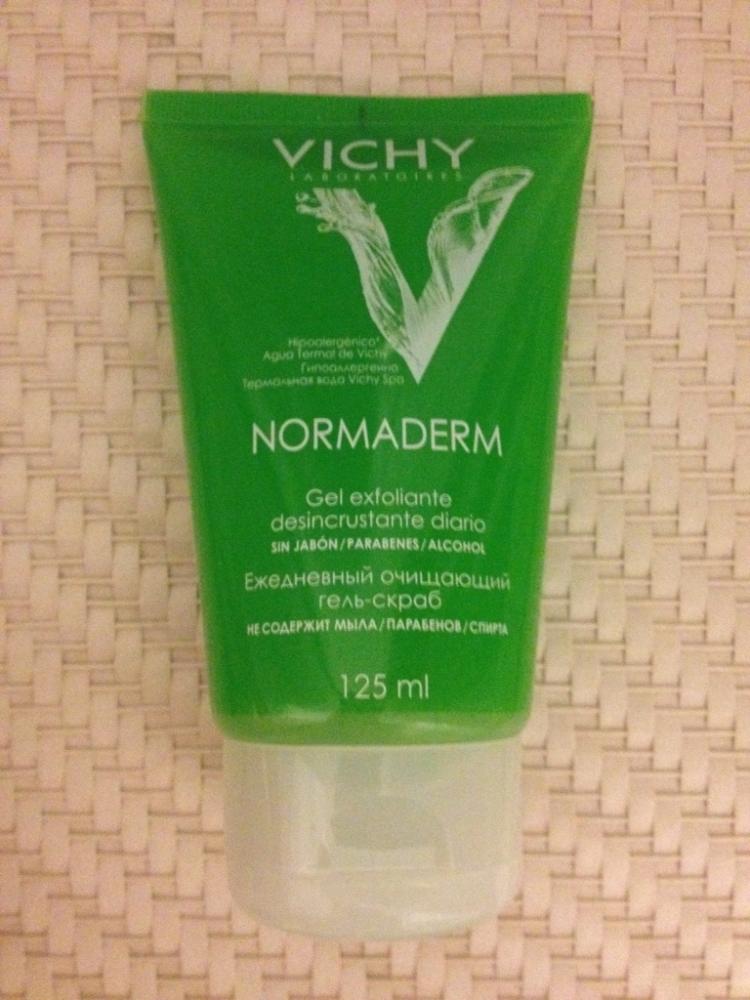 VICHY
LABORATOIRES
Hipoalergénico*
Agua Termal de Vichy
Гипоаллергенно
Термальная вода Vichy Spa
NORMADERM
Gel exfoliante
desincrustante diario
SIN JABÓN/PARABENES/ALCOHOL
Ежедневный очищающий
гель-скраб
НЕ СОДЕРЖИТ МЫЛА/ПАРАБЕНОВ/СПИРТА
125 ml